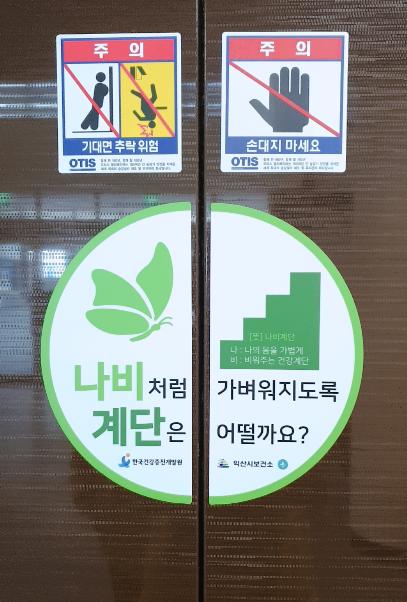 주 의
기대면 추락 위험
OTIS
주 의
손대지 마세요
OTIS
[뜻] 나비계단
나 : 나의 몸을 가볍게
비 : 비워주는 건강계단
나비처럼 가벼워지도록
계단은 어떨까요?
한국건강증진개발원
익산시보건소